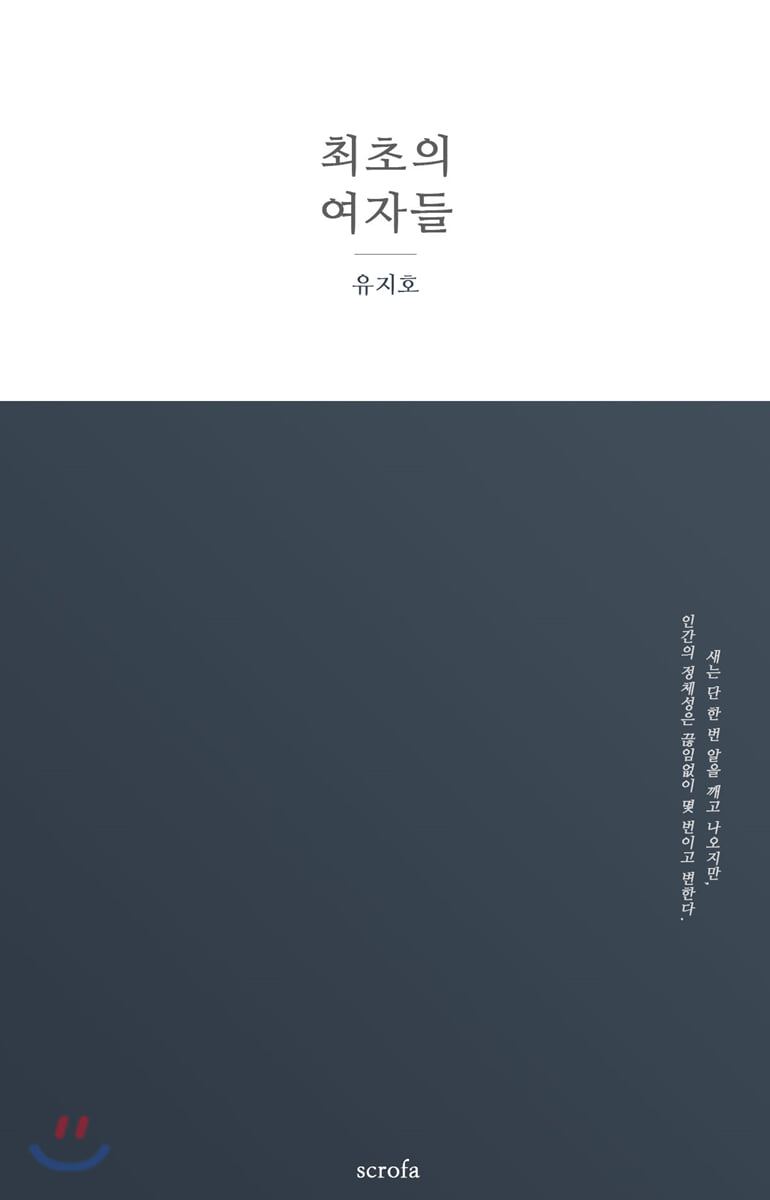 최초의
여자들
유지호
새는 단 한 번 알을 깨고 나오지만,
인간의 정체성은 끊임없이 몇 번이고 변한다.
scrofa